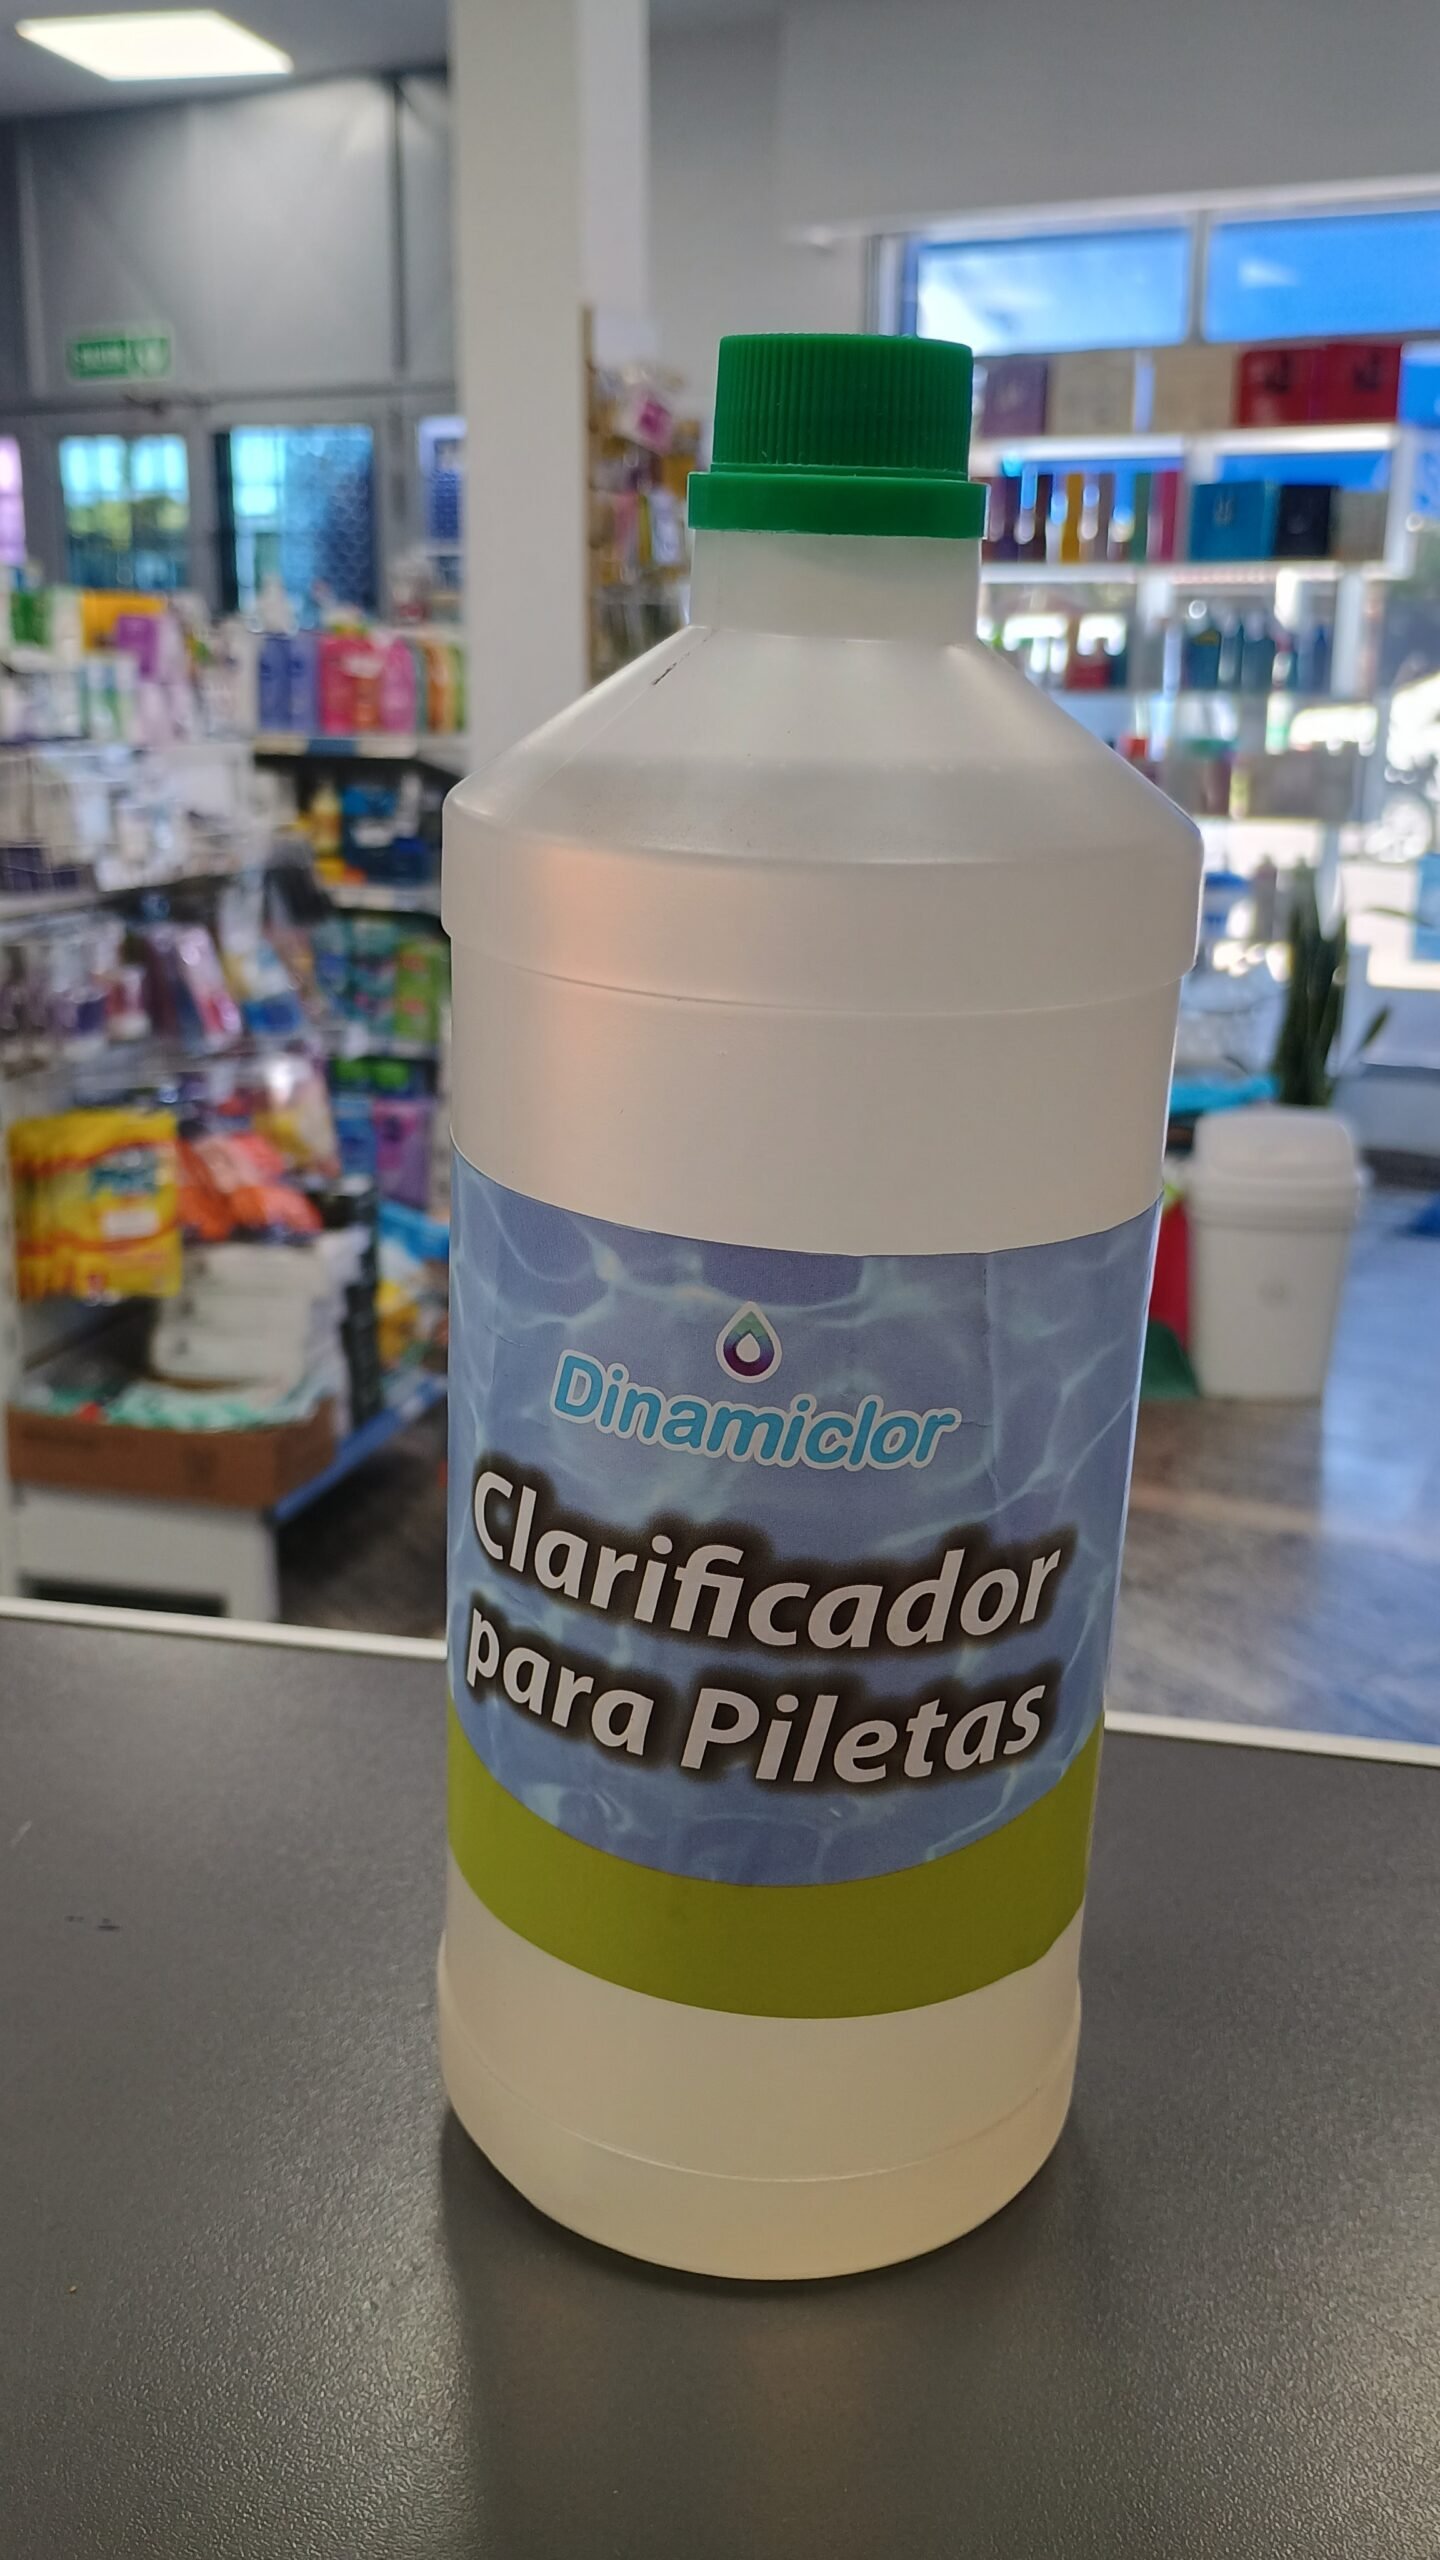 Dinamiclor
Clarificador
para Piletas